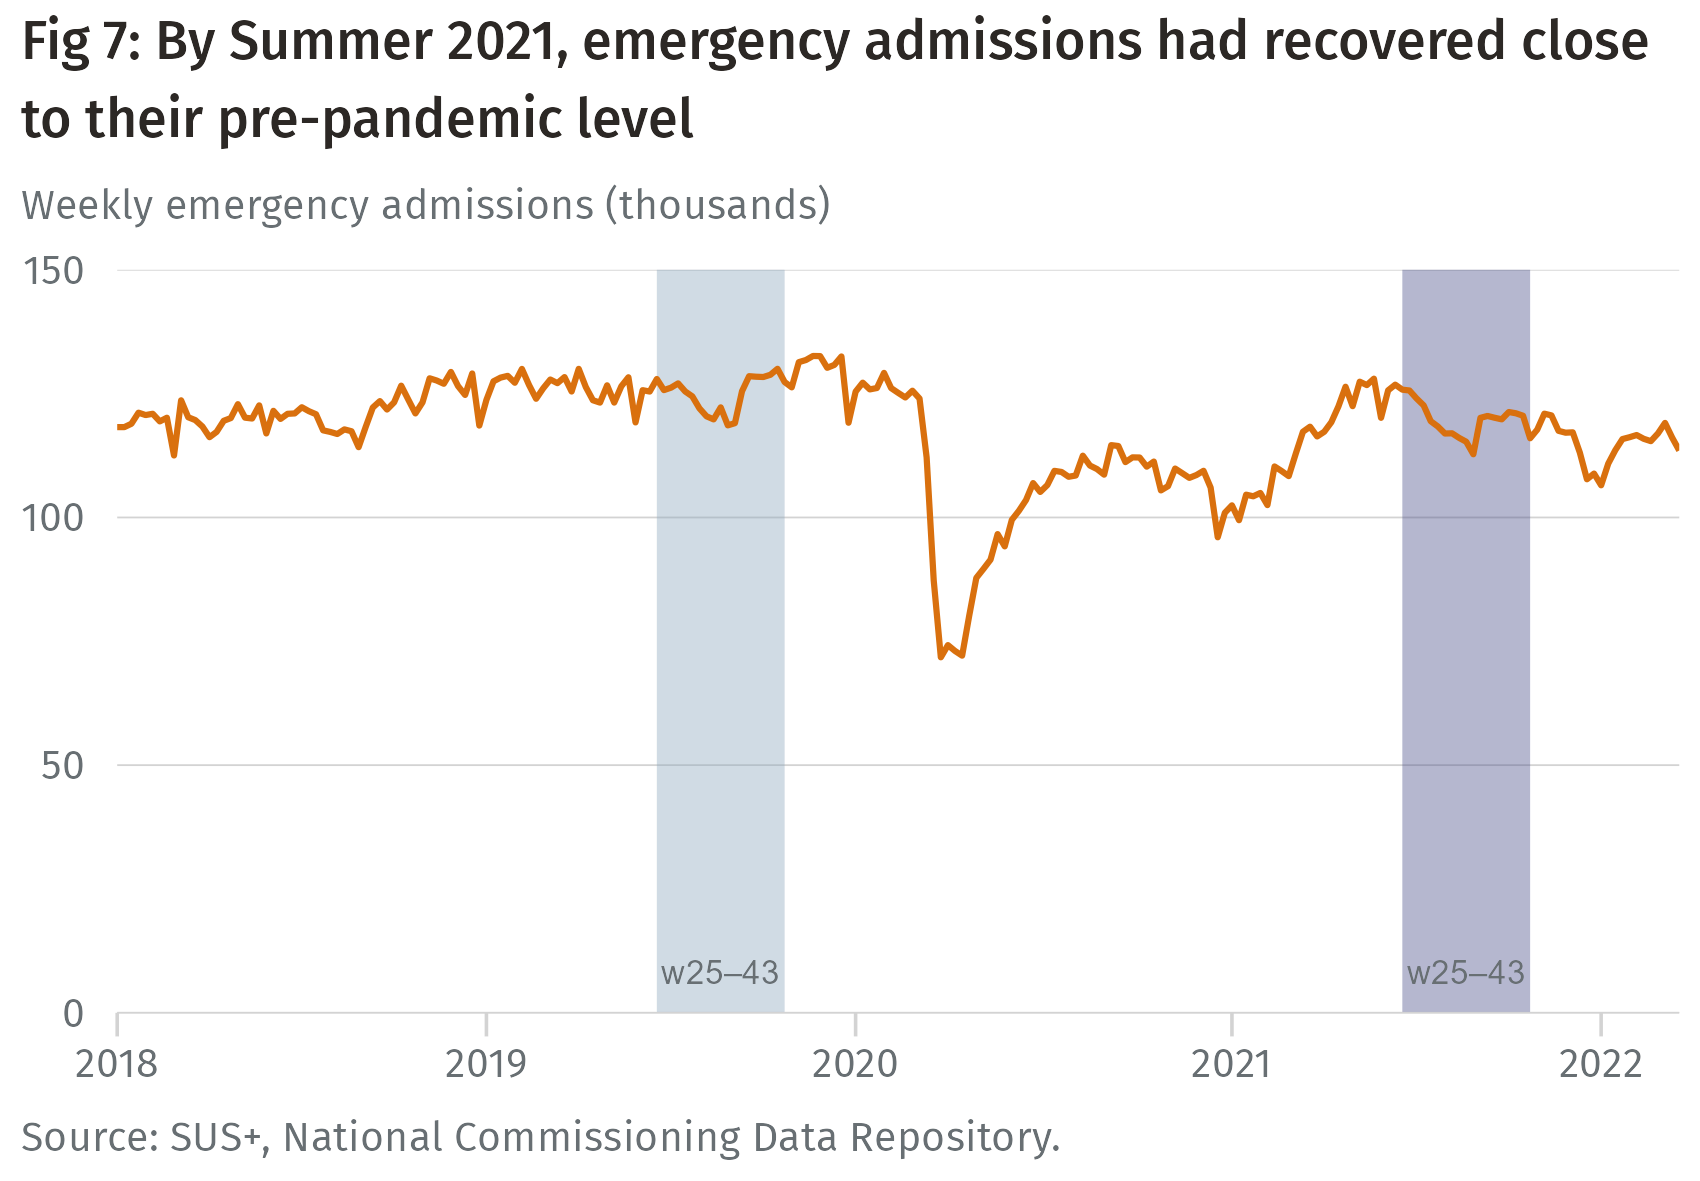 Fig 7: By Summer 2021, emergency admissions had recovered close
to their pre-pandemic level
Weekly emergency admissions (thousands)
150
100
50
0
w25–43
w25–43
2018
2019
2020
2021
2022
Source: SUS+, National Commissioning Data Repository.